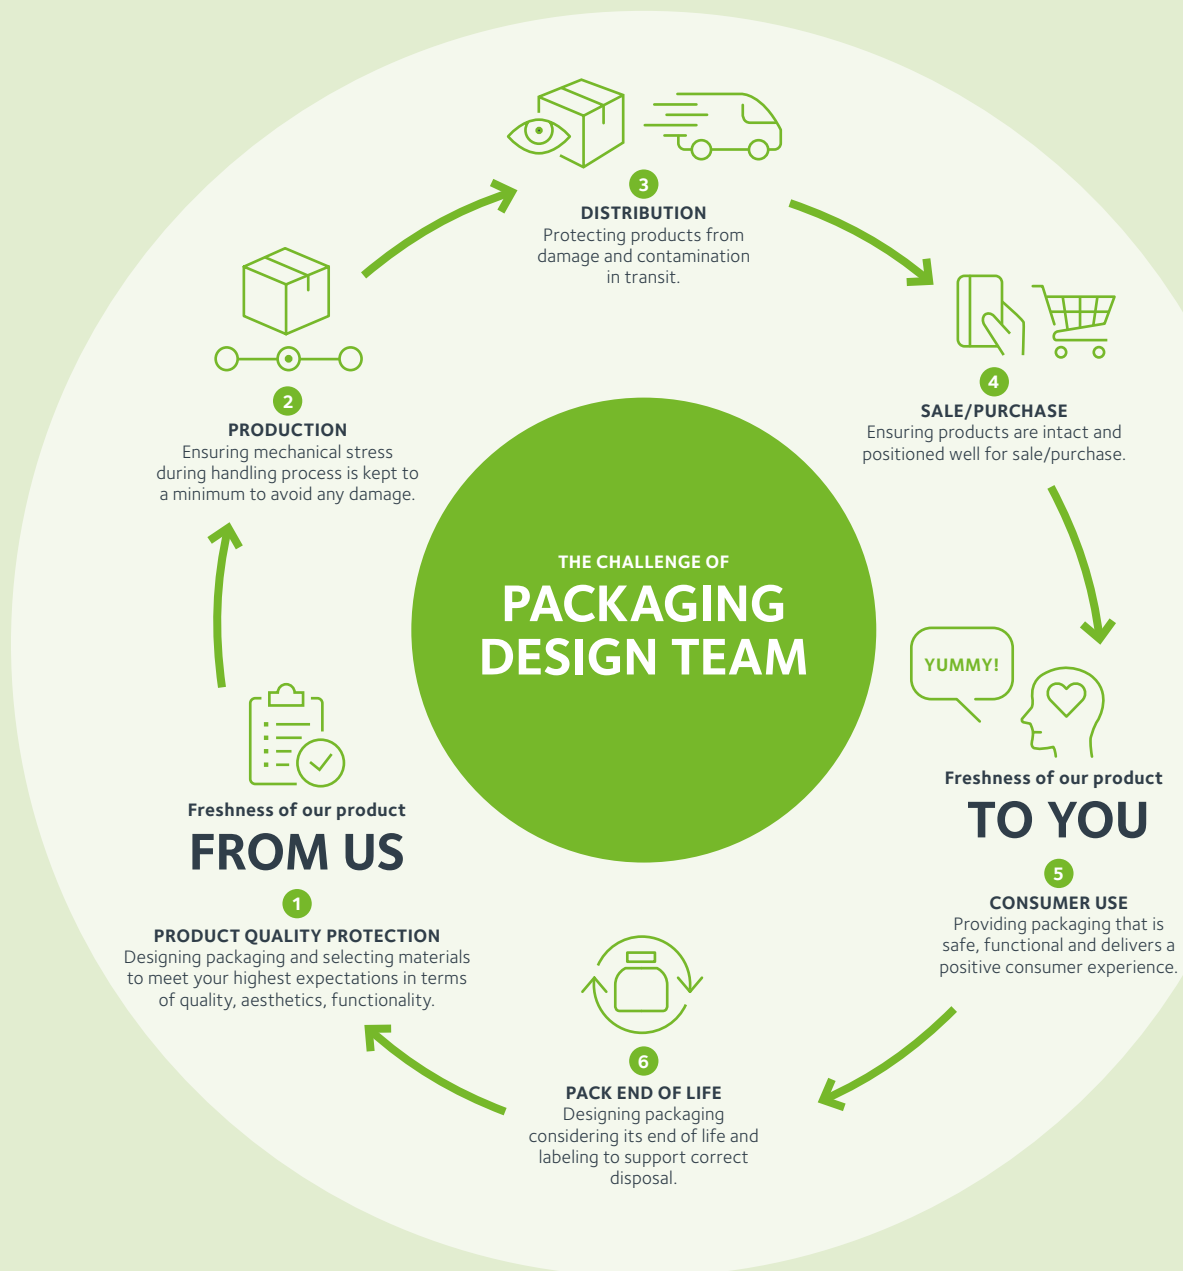 3
DISTRIBUTION
Protecting products from
damage and contamination
in transit.
2
PRODUCTION
Ensuring mechanical stress
during handling process is kept to
a minimum to avoid any damage.
4
SALE/PURCHASE
Ensuring products are intact and
positioned well for sale/purchase.
THE CHALLENGE OF
PACKAGING
DESIGN TEAM
YUMMY!
Freshness of our product
TO YOU
5
CONSUMER USE
Providing packaging that is
safe, functional and delivers a
positive consumer experience.
Freshness of our product
FROM US
1
PRODUCT QUALITY PROTECTION
Designing packaging and selecting materials
to meet your highest expectations in terms
of quality, aesthetics, functionality.
6
PACK END OF LIFE
Designing packaging
considering its end of life and
labeling to support correct
disposal.